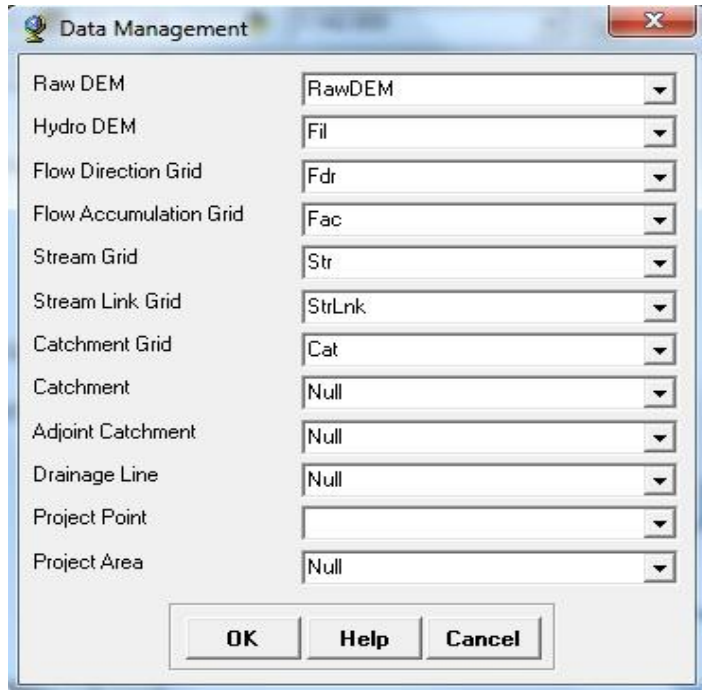 Data Management
Raw DEM RawDEM
Hydro DEM Fil
Flow Direction Grid Fdr
Flow Accumulation Grid Fac
Stream Grid Str
Stream Link Grid StrLnk
Catchment Grid Cat
Catchment Null
Adjoint Catchment Null
Drainage Line Null
Project Point
Project Area Null
OK Help Cancel